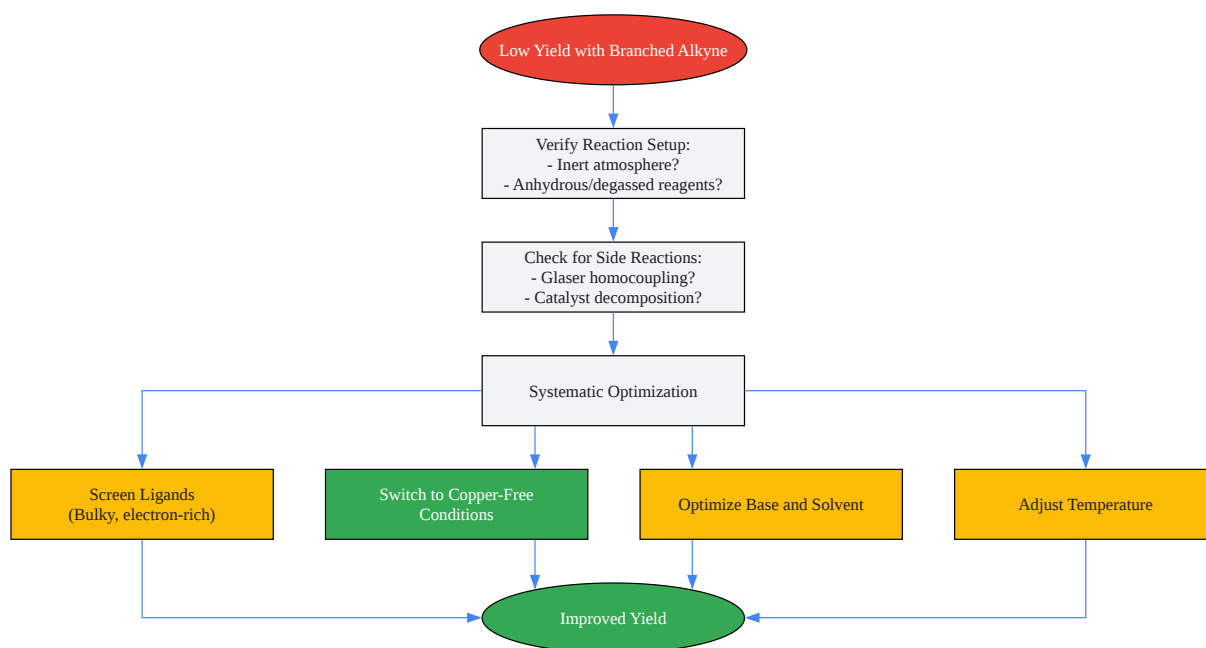 Low Yield with Branched Alkyne
Verify Reaction Setup:
- Inert atmosphere?
- Anhydrous/degassed reagents?
Check for Side Reactions:
- Glaser homocoupling?
- Catalyst decomposition?
Systematic Optimization
Screen Ligands
(Bulky, electron-rich)
Switch to Copper-Free
Conditions
Optimize Base and Solvent
Adjust Temperature
Improved Yield